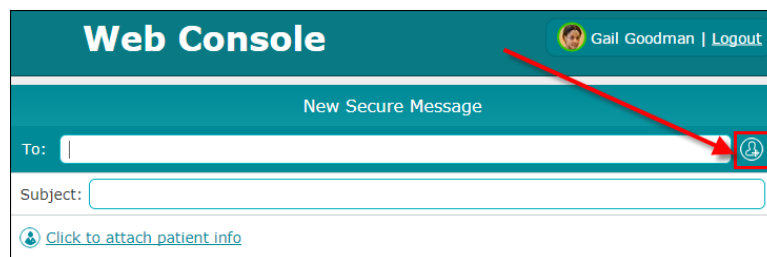 Web Console
Gail Goodman | Logout
New Secure Message
To:
Subject:
Click to attach patient info